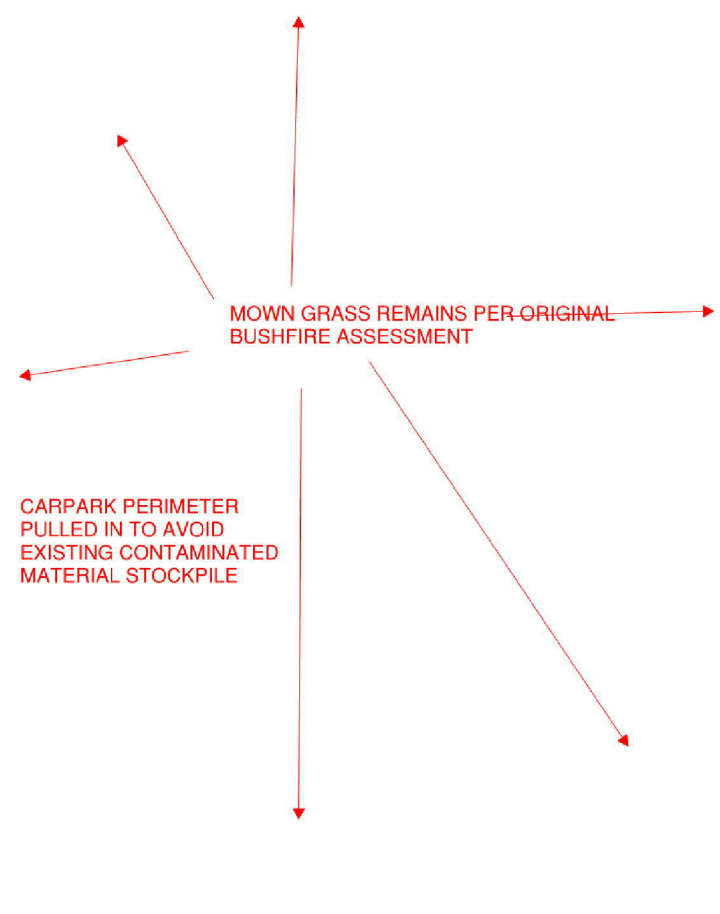 MOWN GRASS REMAINS PER ORIGINAL
BUSHFIRE ASSESSMENT
CARPARK PERIMETER
PULLED IN TO AVOID
EXISTING CONTAMINATED
MATERIAL STOCKPILE